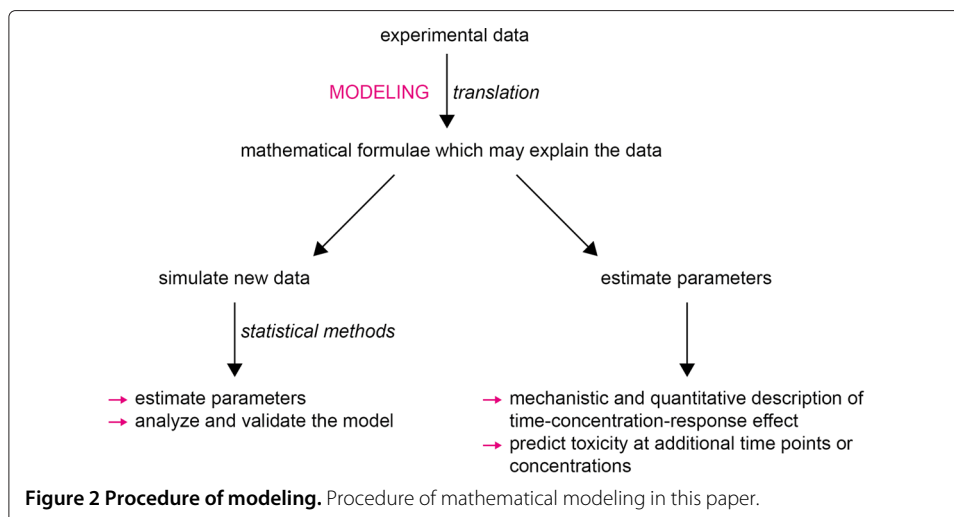 experimental data
MODELING translation
mathematical formulae which may explain the data
simulate new data
estimate parameters
statistical methods
→ estimate parameters
→ analyze and validate the model
→ mechanistic and quantitative description of
time-concentration-response effect
→ predict toxicity at additional time points or
concentrations
Figure 2 Procedure of modeling. Procedure of mathematical modeling in this paper.